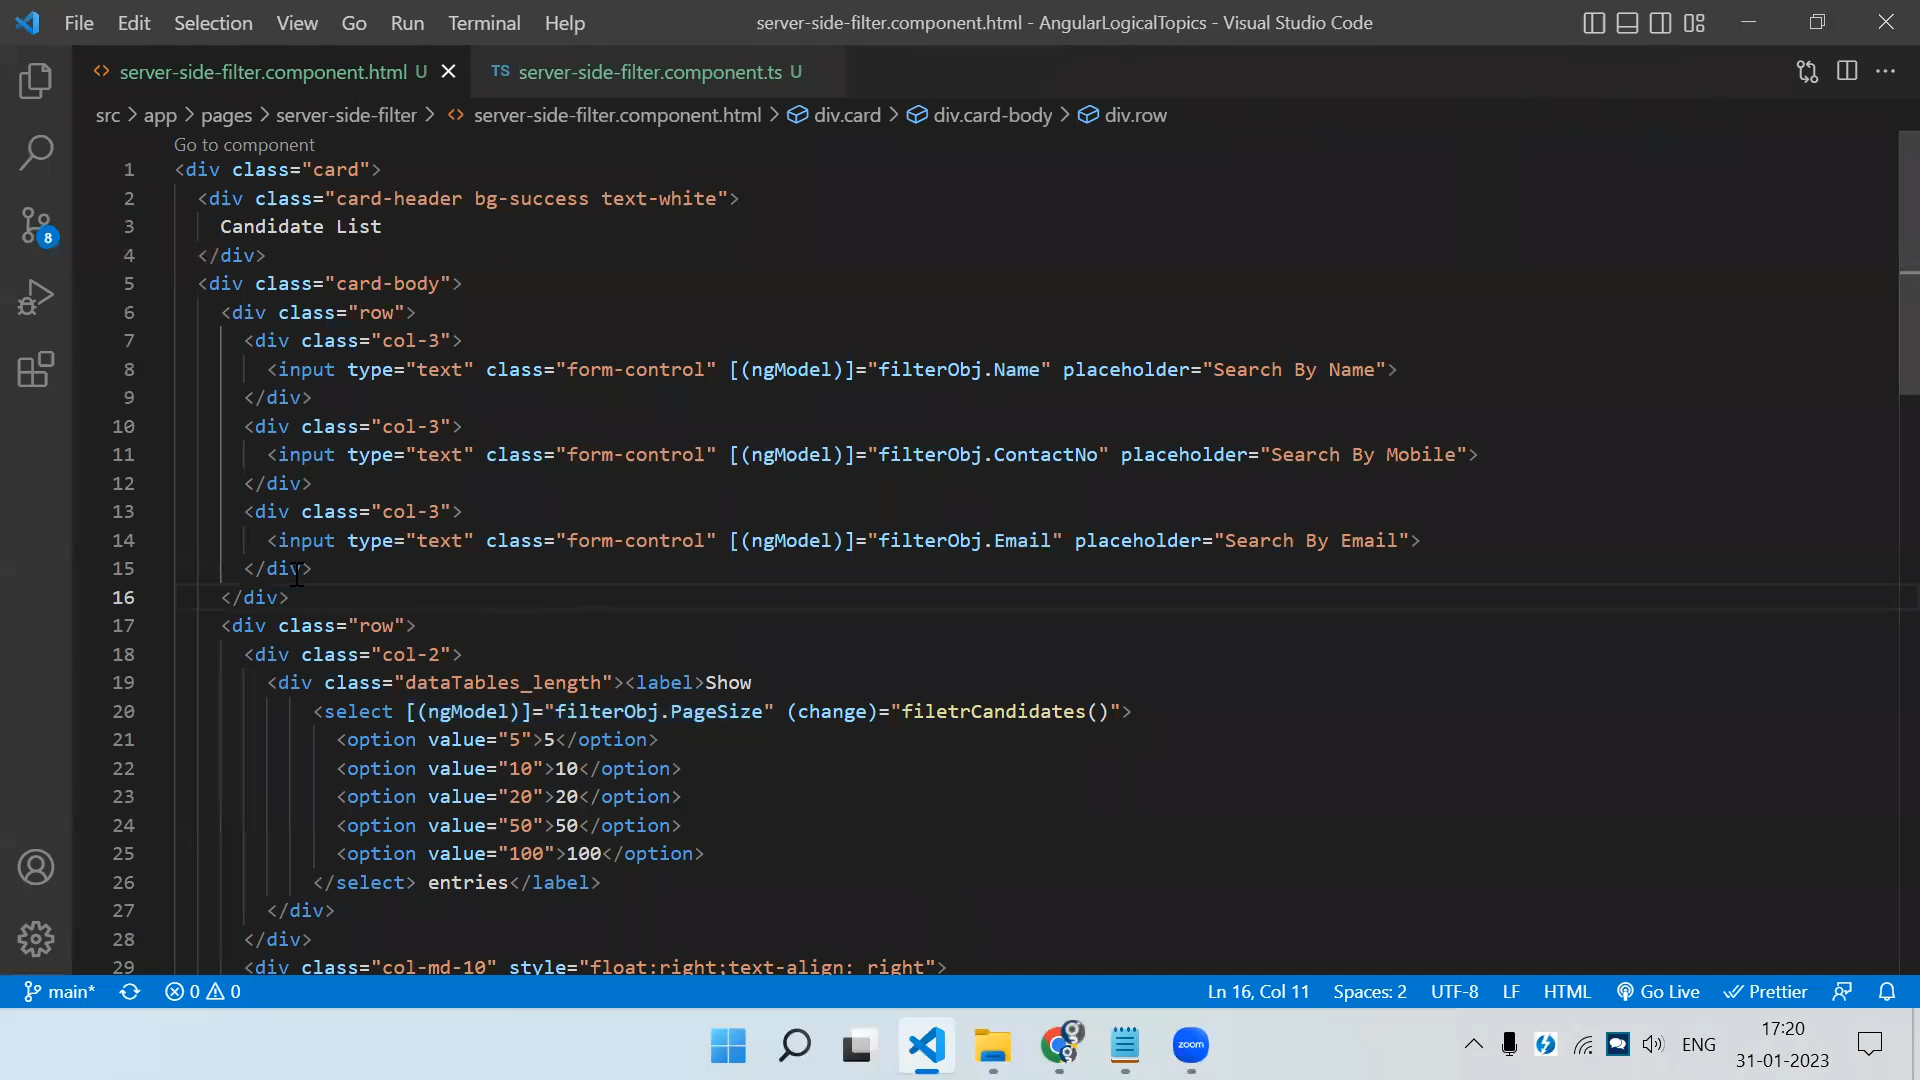 File Edit Selection View Go Run Terminal Help server-side-filter.component.html - AngularLogicalTopics - Visual Studio Code
server-side-filter.component.html U TS server-side-filter.component.ts U
src > app > pages > server-side-filter > server-side-filter.component.html > div.card > div.card-body > div.row
Go to component
1 <div class="card">
2 <div class="card-header bg-success text-white">
3 Candidate List
4 </div>
5 <div class="card-body">
6 <div class="row">
7 <div class="col-3">
8 <input type="text" class="form-control" [(ngModel)]="filterObj.Name" placeholder="Search By Name">
9 </div>
10 <div class="col-3">
11 <input type="text" class="form-control" [(ngModel)]="filterObj.ContactNo" placeholder="Search By Mobile">
12 </div>
13 <div class="col-3">
14 <input type="text" class="form-control" [(ngModel)]="filterObj.Email" placeholder="Search By Email">
15 </div>
16 </div>
17 <div class="row">
18 <div class="col-2">
19 <div class="dataTables_length"><label>Show
20 <select [(ngModel)]="filterObj.PageSize" (change)="filetrCandidates()">
21 <option value="5">5</option>
22 <option value="10">10</option>
23 <option value="20">20</option>
24 <option value="50">50</option>
25 <option value="100">100</option>
26 </select> entries</label>
27 </div>
28 </div>
29 <div class="col-md-10" style="float:right;text-align: right">
8
main* 0 0 Ln 16, Col 11 Spaces: 2 UTF-8 LF HTML Go Live Prettier
zoom ENG 17:20
31-01-2023